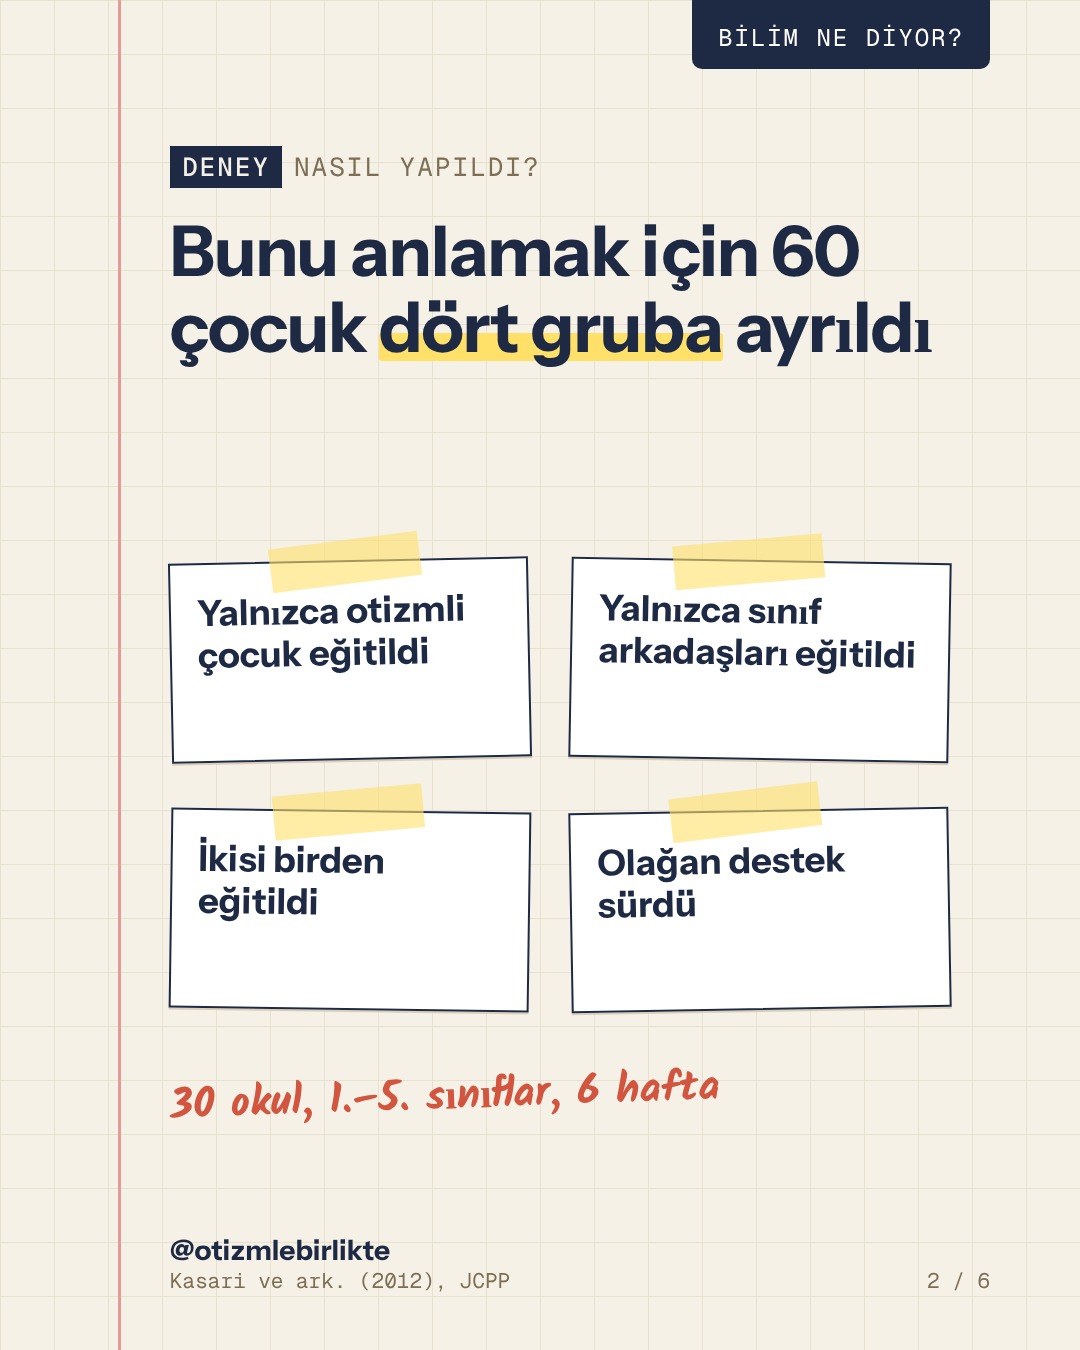 BİLİM NE DİYOR?
DENEY NASIL YAPILDI?
Bunu anlamak için 60
çocuk dört gruba ayrıldı
Yalnızca otizmli
çocuk eğitildi
Yalnızca sınıf
arkadaşları eğitildi
İkisi birden
eğitildi
Olağan destek
sürdü
30 okul, 1.–5. sınıflar, 6 hafta
@otizmlebirlikte
Kasari ve ark. (2012), JCPP
2 / 6